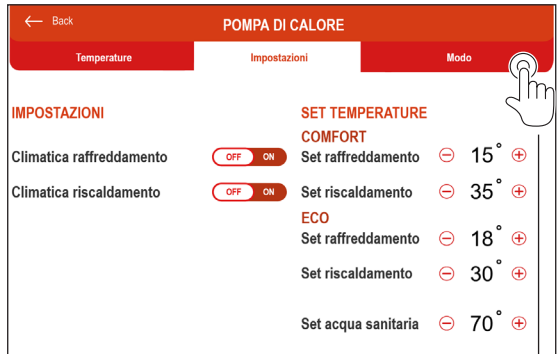 ← Back
POMPA DI CALORE
Temperature
Impostazioni
Modo
IMPOSTAZIONI
Climatica raffreddamento OFF ON
Climatica riscaldamento OFF ON
SET TEMPERATURE
COMFORT
Set raffreddamento ⊖ 15° ⊕
Set riscaldamento ⊖ 35° ⊕
ECO
Set raffreddamento ⊖ 18° ⊕
Set riscaldamento ⊖ 30° ⊕
Set acqua sanitaria ⊖ 70° ⊕